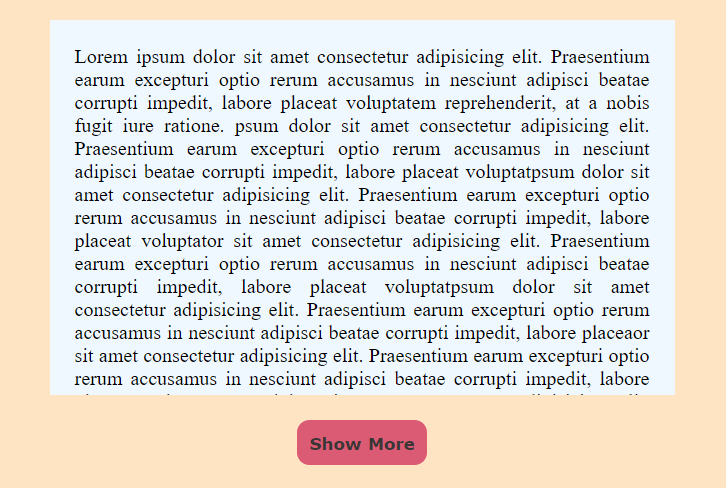 Lorem ipsum dolor sit amet consectetur adipisicing elit. Praesentium
earum excepturi optio rerum accusamus in nesciunt adipisci beatae
corrupti impedit, labore placeat voluptatem reprehenderit, at a nobis
fugit iure ratione. psum dolor sit amet consectetur adipisicing elit.
Praesentium earum excepturi optio rerum accusamus in nesciunt
adipisci beatae corrupti impedit, labore placeat voluptatpsum dolor sit
amet consectetur adipisicing elit. Praesentium earum excepturi optio
rerum accusamus in nesciunt adipisci beatae corrupti impedit, labore
placeat voluptator sit amet consectetur adipisicing elit. Praesentium
earum excepturi optio rerum accusamus in nesciunt adipisci beatae
corrupti impedit, labore placeat voluptatpsum dolor sit amet
consectetur adipisicing elit. Praesentium earum excepturi optio rerum
accusamus in nesciunt adipisci beatae corrupti impedit, labore placeaor
sit amet consectetur adipisicing elit. Praesentium earum excepturi optio
rerum accusamus in nesciunt adipisci beatae corrupti impedit, labore
Show More